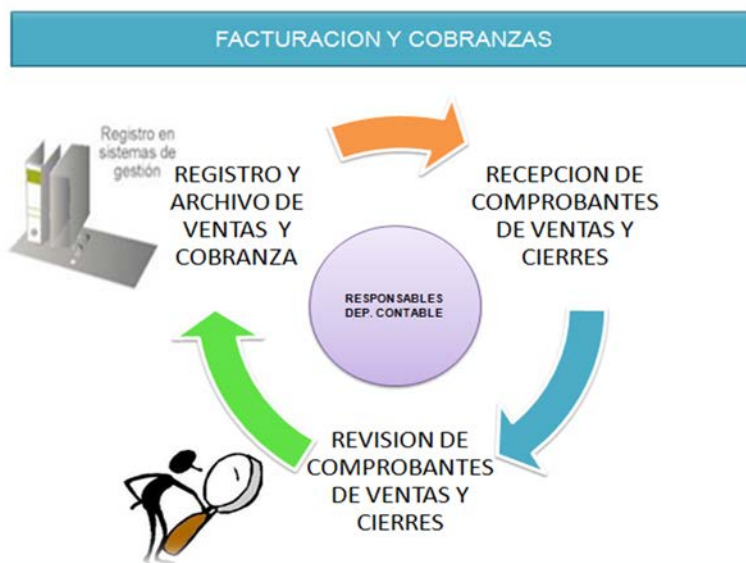 FACTURACION Y COBRANZAS
Registro en
sistemas de
gestión
REGISTRO Y
ARCHIVO DE
VENTAS Y
COBRANZA
RECEPCION DE
COMPROBANTES
DE VENTAS Y
CIERRES
RESPONSABLES
DEP. CONTABLE
REVISION DE
COMPROBANTES
DE VENTAS Y
CIERRES